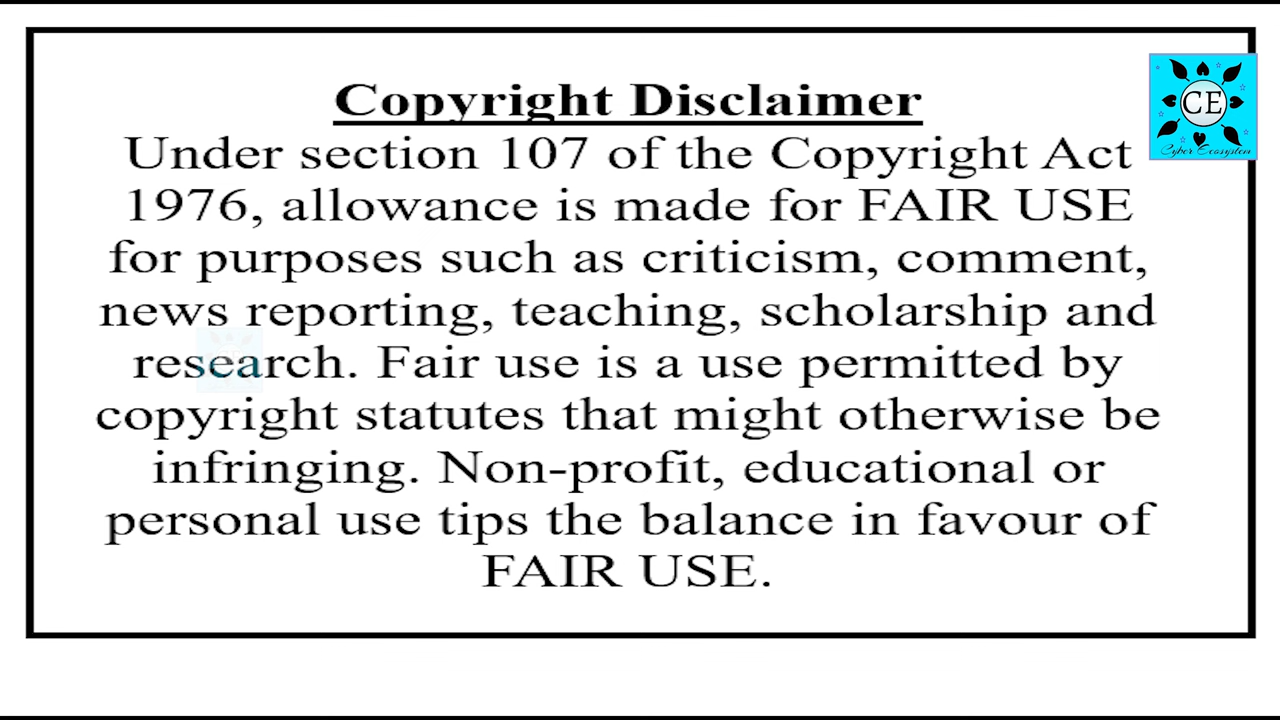 Copyright Disclaimer
Under section 107 of the Copyright Act
1976, allowance is made for FAIR USE
for purposes such as criticism, comment,
news reporting, teaching, scholarship and
research. Fair use is a use permitted by
copyright statutes that might otherwise be
infringing. Non-profit, educational or
personal use tips the balance in favour of
FAIR USE.
CE
Cyber Ecosystem